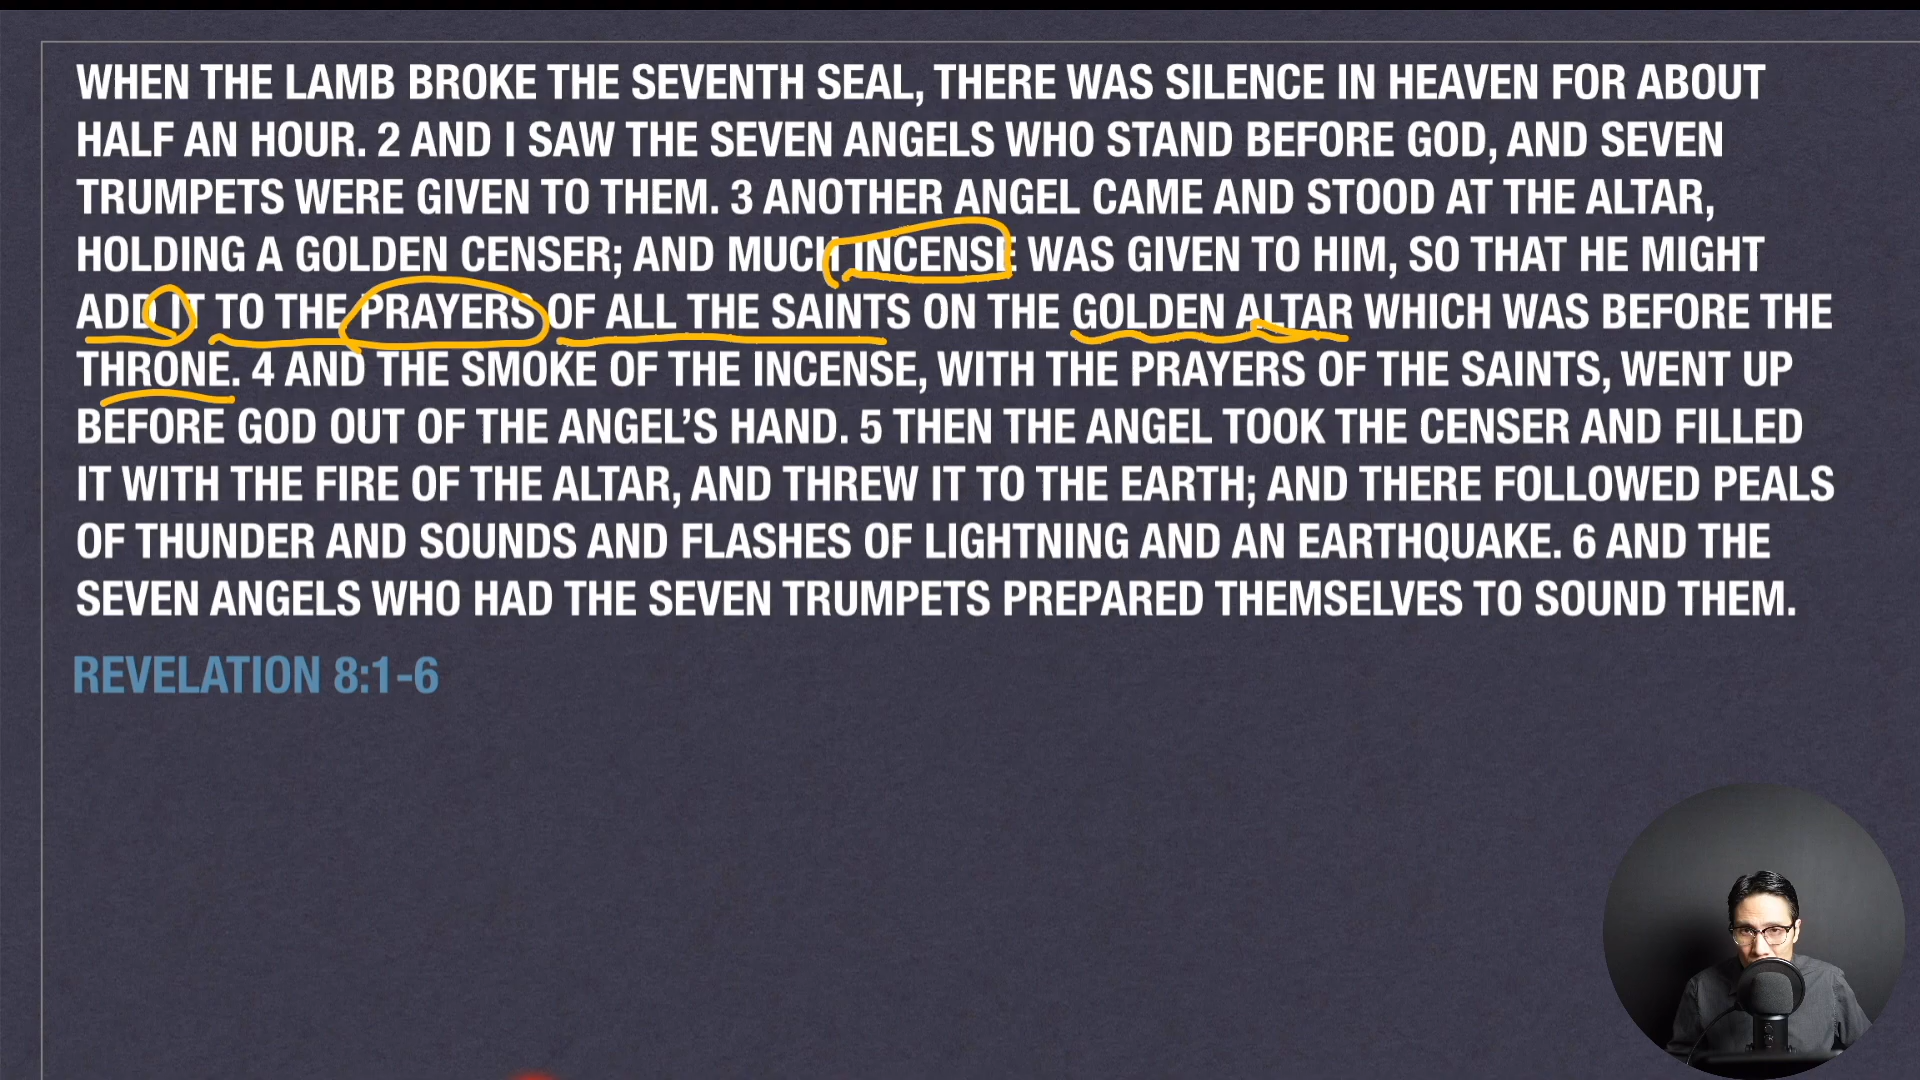 WHEN THE LAMB BROKE THE SEVENTH SEAL, THERE WAS SILENCE IN HEAVEN FOR ABOUT
HALF AN HOUR. 2 AND I SAW THE SEVEN ANGELS WHO STAND BEFORE GOD, AND SEVEN
TRUMPETS WERE GIVEN TO THEM. 3 ANOTHER ANGEL CAME AND STOOD AT THE ALTAR,
HOLDING A GOLDEN CENSER; AND MUCH INCENSE WAS GIVEN TO HIM, SO THAT HE MIGHT
ADD IT TO THE PRAYERS OF ALL THE SAINTS ON THE GOLDEN ALTAR WHICH WAS BEFORE THE
THRONE. 4 AND THE SMOKE OF THE INCENSE, WITH THE PRAYERS OF THE SAINTS, WENT UP
BEFORE GOD OUT OF THE ANGEL’S HAND. 5 THEN THE ANGEL TOOK THE CENSER AND FILLED
IT WITH THE FIRE OF THE ALTAR, AND THREW IT TO THE EARTH; AND THERE FOLLOWED PEALS
OF THUNDER AND SOUNDS AND FLASHES OF LIGHTNING AND AN EARTHQUAKE. 6 AND THE
SEVEN ANGELS WHO HAD THE SEVEN TRUMPETS PREPARED THEMSELVES TO SOUND THEM.
REVELATION 8:1-6